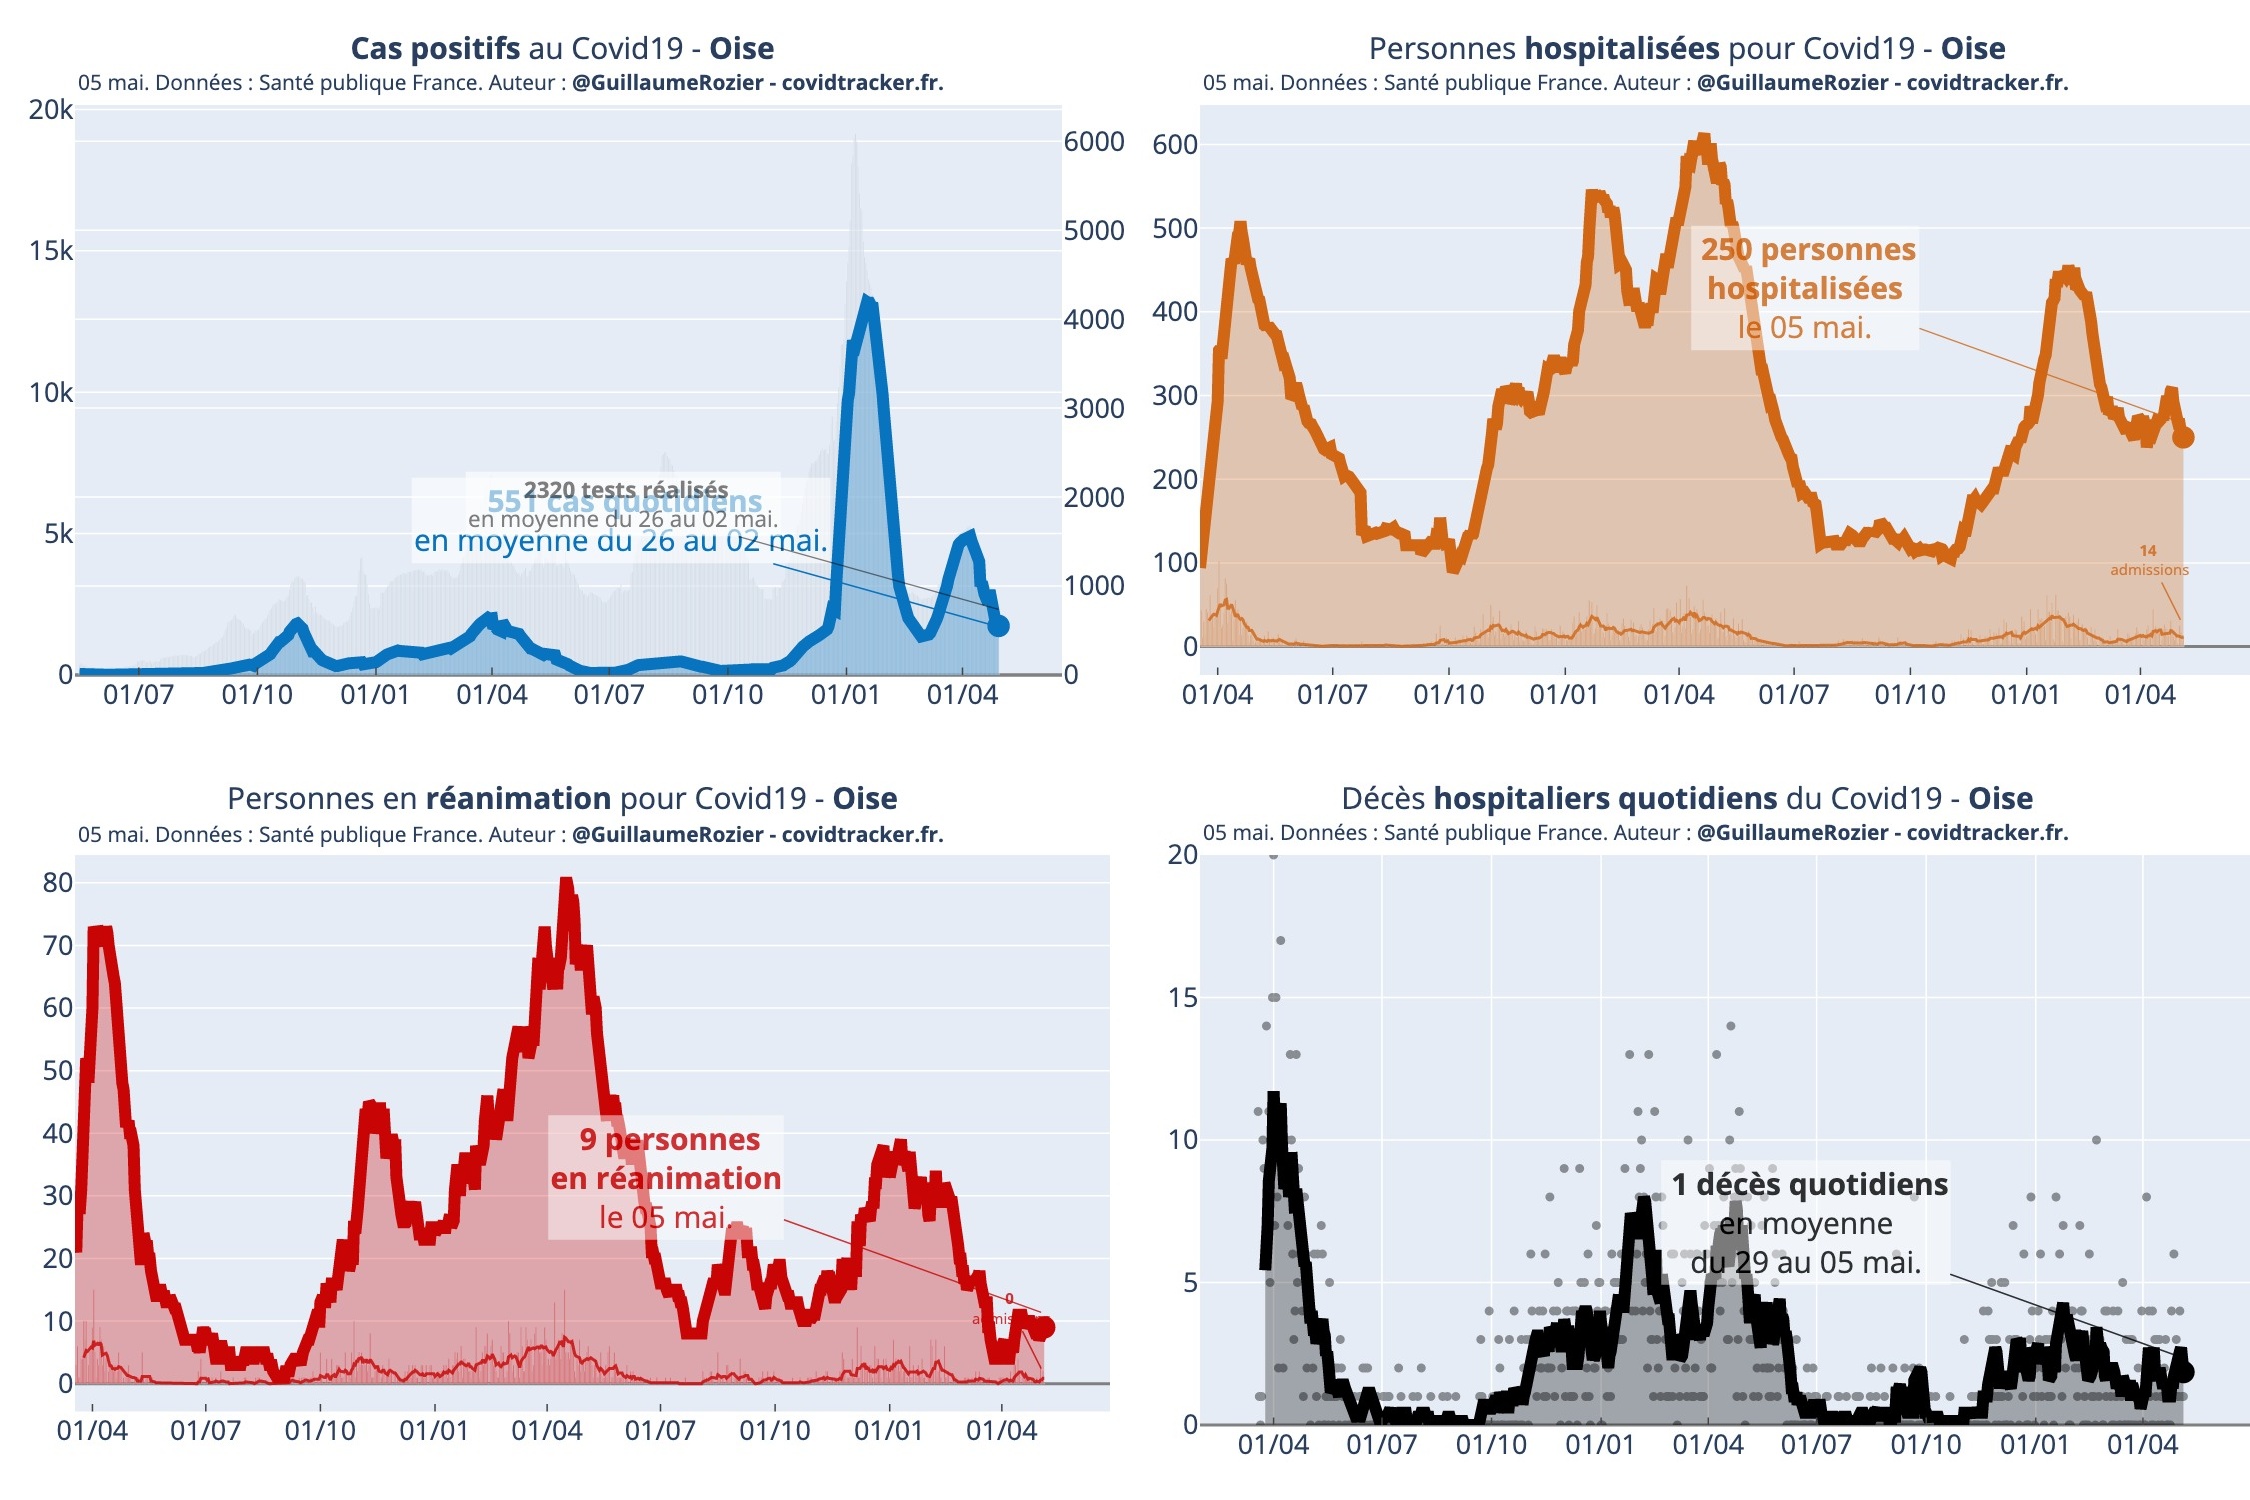 Cas positifs au Covid19 - Oise
05 mai. Données : Santé publique France. Auteur : @GuillaumeRozier - covidtracker.fr.
20k
15k
10k
5k
0
6000
5000
4000
3000
2000
1000
0
2320 tests réalisés
551 cas quotidiens
en moyenne du 26 au 02 mai.
en moyenne du 26 au 02 mai.
01/07 01/10 01/01 01/04 01/07 01/10 01/01 01/04
Personnes hospitalisées pour Covid19 - Oise
05 mai. Données : Santé publique France. Auteur : @GuillaumeRozier - covidtracker.fr.
600
500
400
300
200
100
0
250 personnes
hospitalisées
le 05 mai.
14
admissions
01/04 01/07 01/10 01/01 01/04 01/07 01/10 01/01 01/04
Personnes en réanimation pour Covid19 - Oise
05 mai. Données : Santé publique France. Auteur : @GuillaumeRozier - covidtracker.fr.
80
70
60
50
40
30
20
10
0
9 personnes
en réanimation
le 05 mai.
0
01/04 01/07 01/10 01/01 01/04 01/07 01/10 01/01 01/04
Décès hospitaliers quotidiens du Covid19 - Oise
05 mai. Données : Santé publique France. Auteur : @GuillaumeRozier - covidtracker.fr.
20
15
10
5
0
1 décès quotidiens
en moyenne
du 29 au 05 mai.
01/04 01/07 01/10 01/01 01/04 01/07 01/10 01/01 01/04